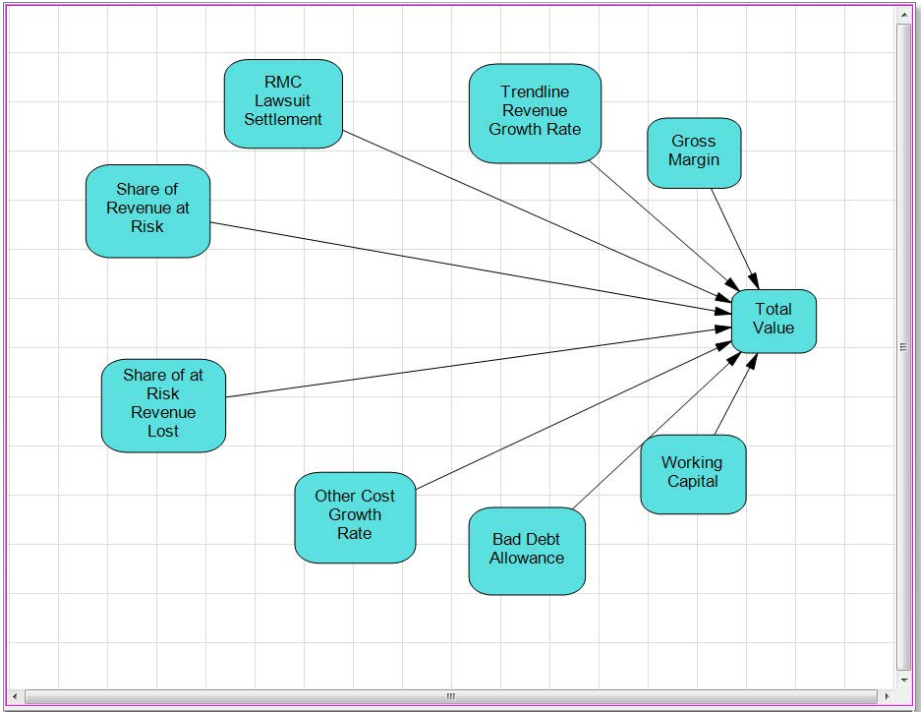 RMC
Lawsuit
Settlement
Trendline
Revenue
Growth Rate
Gross
Margin
Share of
Revenue at
Risk
Total
Value
Share of at
Risk
Revenue
Lost
Working
Capital
Other Cost
Growth
Rate
Bad Debt
Allowance